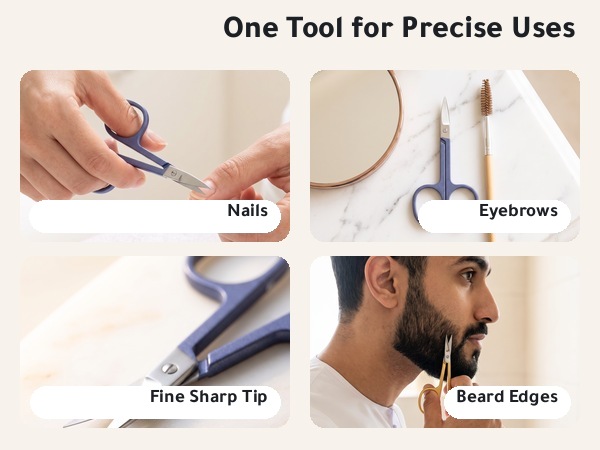 One Tool for Precise Uses
Nails
Eyebrows
Fine Sharp Tip
Beard Edges